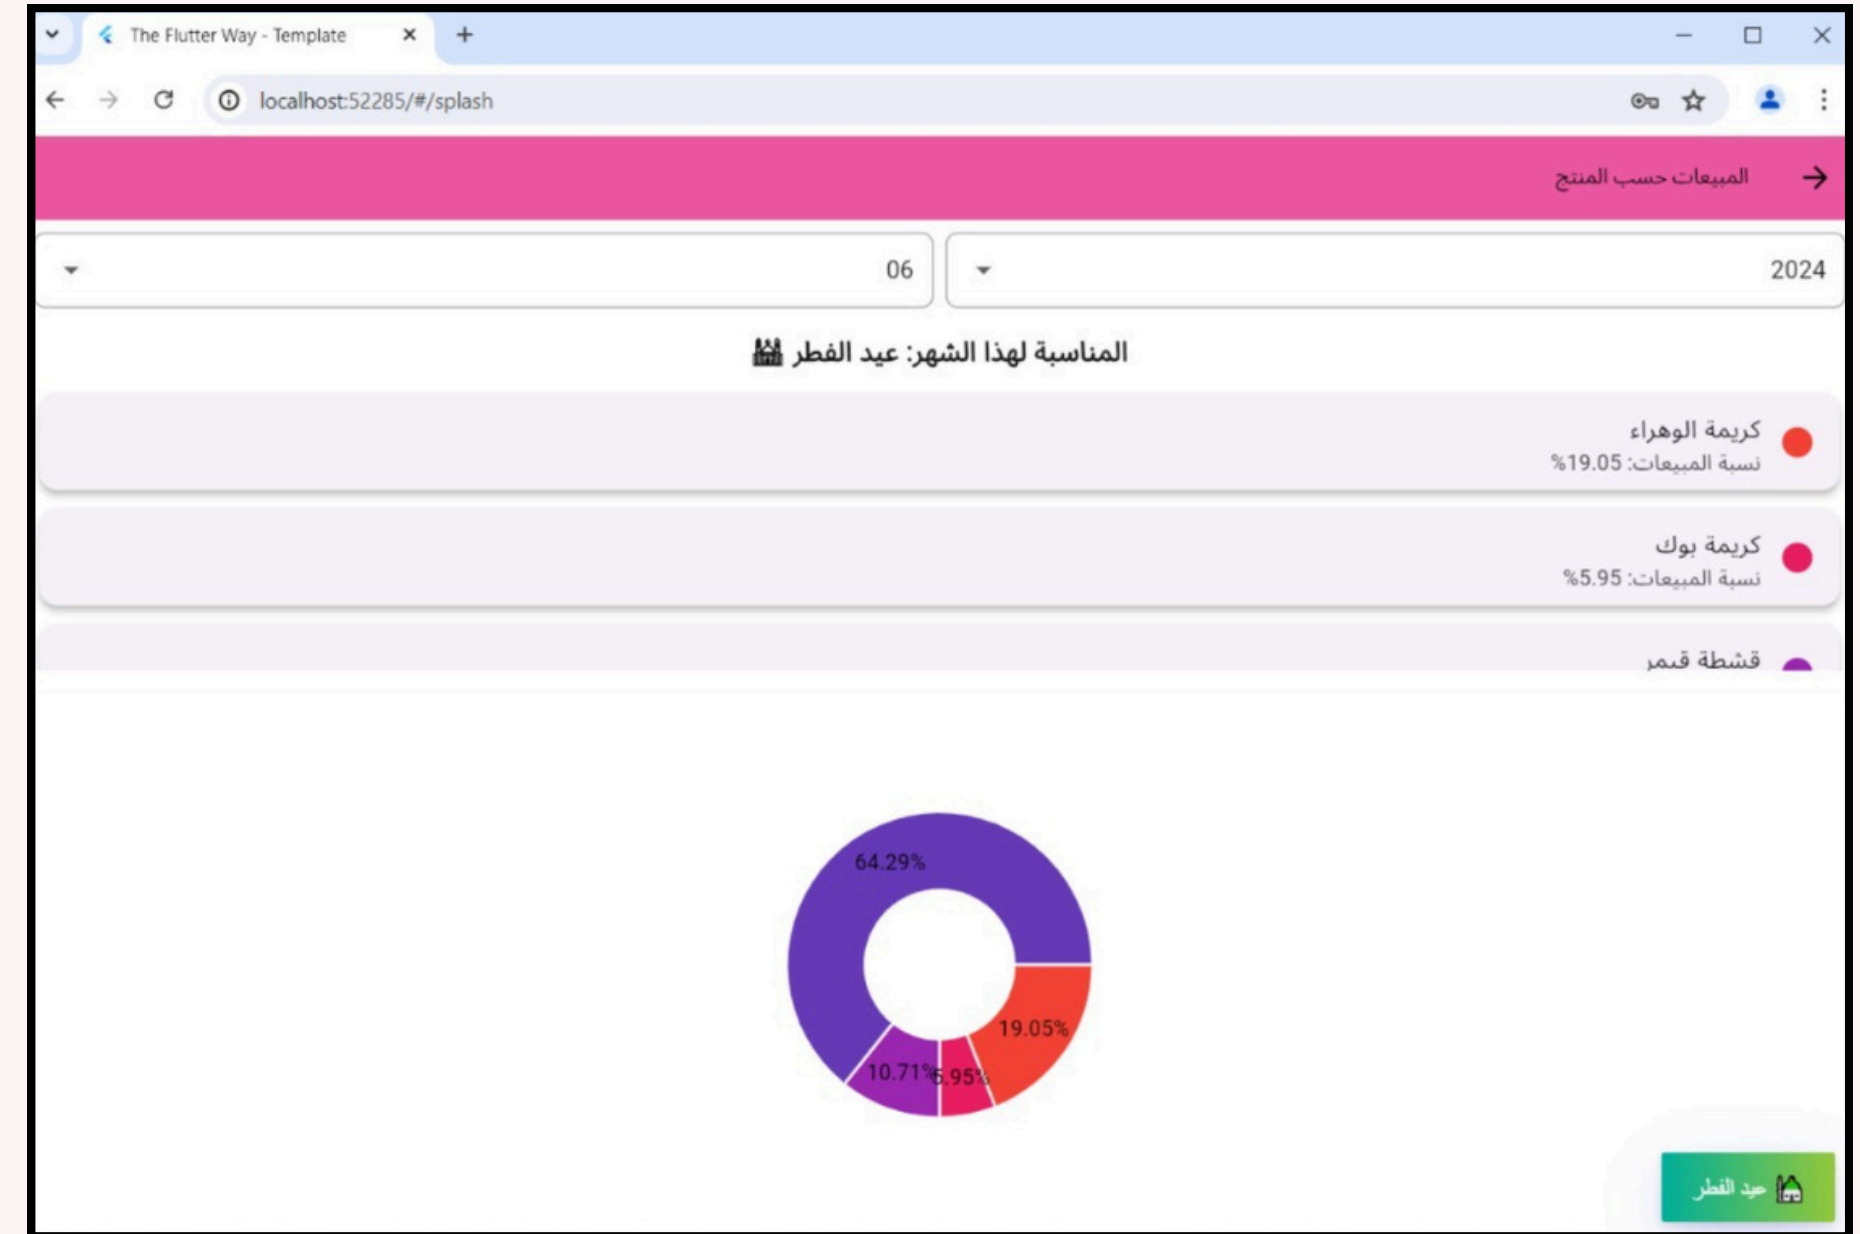 The Flutter Way - Template
localhost:52285/#/splash
المبيعات حسب المنتج
2024
06
المناسبة لهذا الشهر: عيد الفطر 🕌
كريمة الوهراء
نسبة المبيعات: 19.05%
كريمة بوك
نسبة المبيعات: 5.95%
قشطة قيمر
64.29%
19.05%
10.71%
5.95%
عيد الفطر 🕌